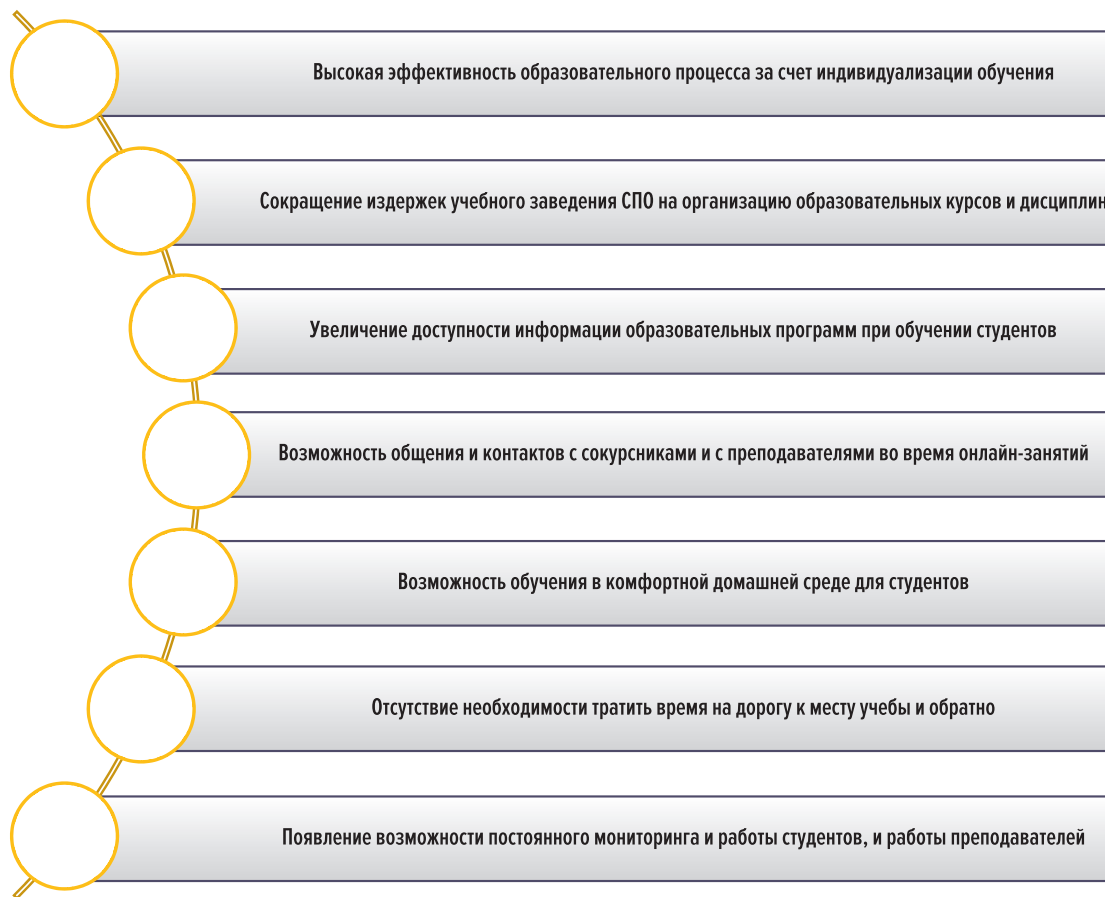 Высокая эффективность образовательного процесса за счет индивидуализации обучения
Сокращение издержек учебного заведения СПО на организацию образовательных курсов и дисциплин
Увеличение доступности информации образовательных программ при обучении студентов
Возможность общения и контактов с сокурсниками и с преподавателями во время онлайн-занятий
Возможность обучения в комфортной домашней среде для студентов
Отсутствие необходимости тратить время на дорогу к месту учебы и обратно
Появление возможности постоянного мониторинга и работы студентов, и работы преподавателей